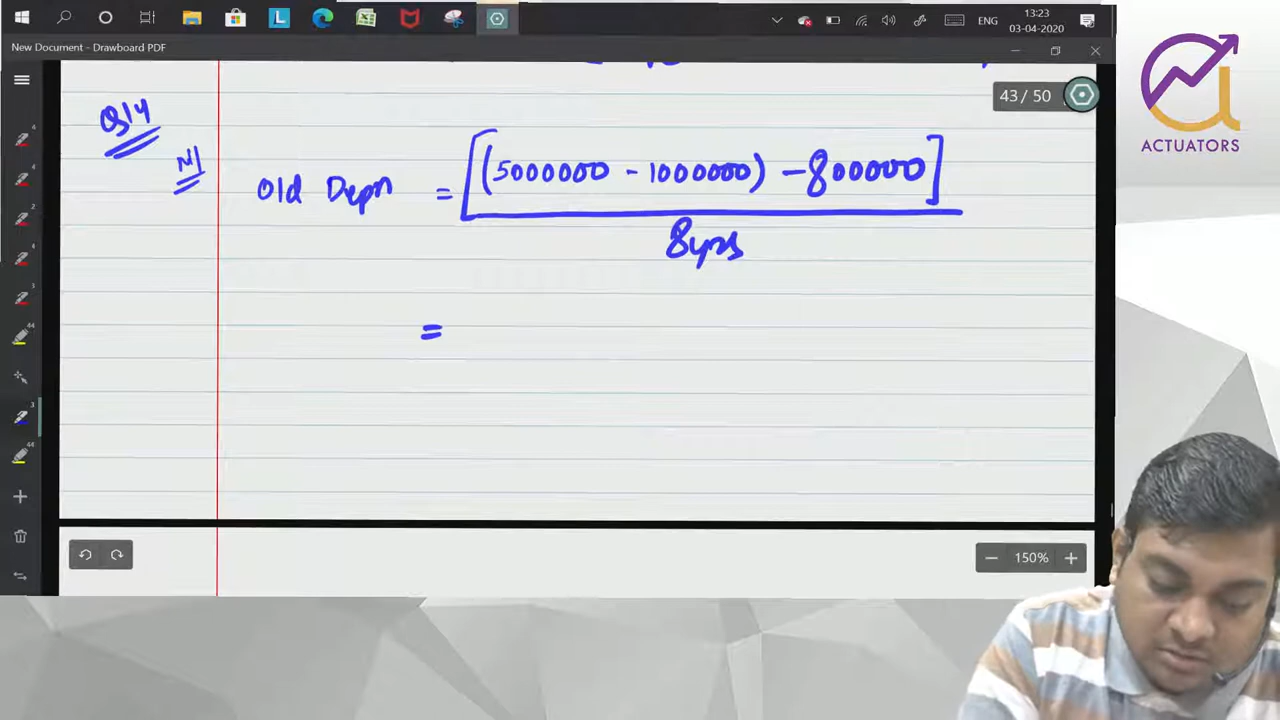 ENG
13:23
03-04-2020
New Document - Drawboard PDF
43 / 50
ACTUATORS
Q14
N1
Old Depn = [(5000000 - 1000000) - 800000]
8yrs
=
150%